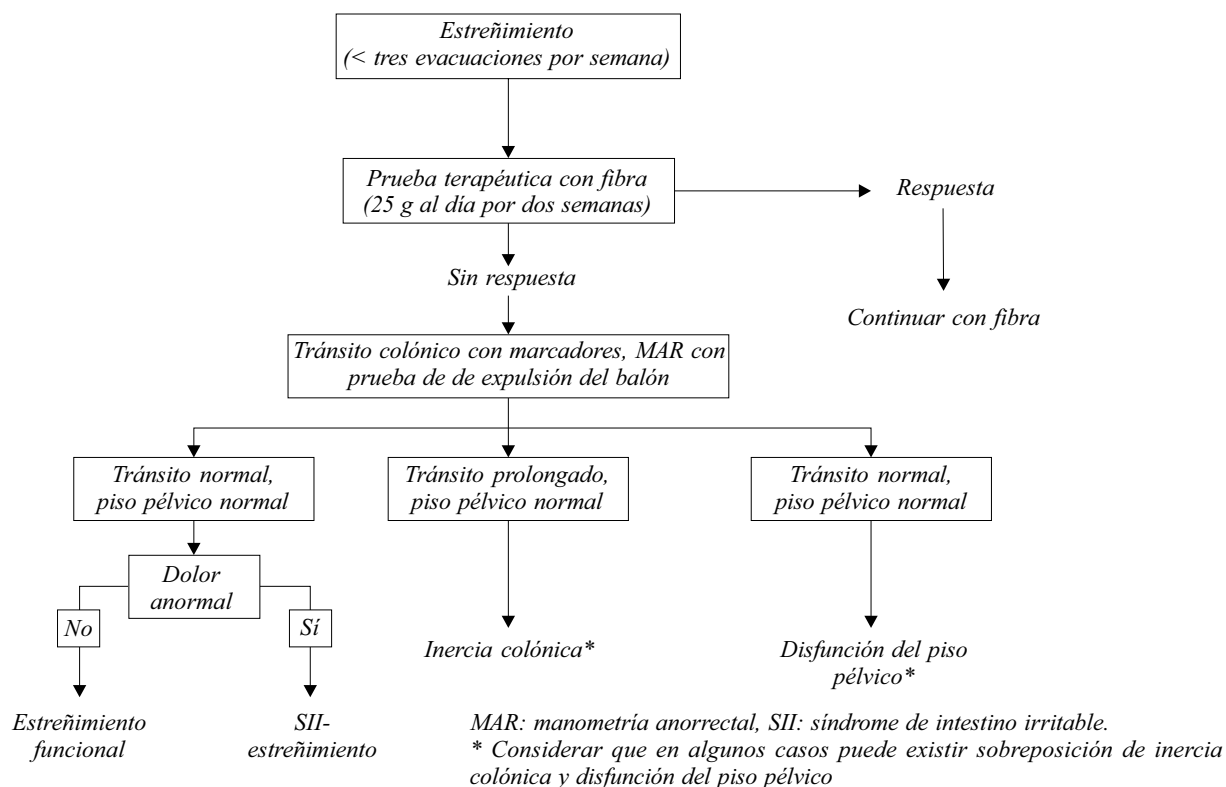 Estreñimiento
(< tres evacuaciones por semana)
Prueba terapéutica con fibra
(25 g al día por dos semanas)
Respuesta
Sin respuesta
Continuar con fibra
Tránsito colónico con marcadores, MAR con
prueba de de expulsión del balón
Tránsito normal,
piso pélvico normal
Tránsito prolongado,
piso pélvico normal
Tránsito normal,
piso pélvico normal
Dolor
anormal
No
Sí
Inercia colónica*
Disfunción del piso
pélvico*
Estreñimiento
funcional
SII-
estreñimiento
MAR: manometría anorrectal, SII: síndrome de intestino irritable.
* Considerar que en algunos casos puede existir sobreposición de inercia
colónica y disfunción del piso pélvico